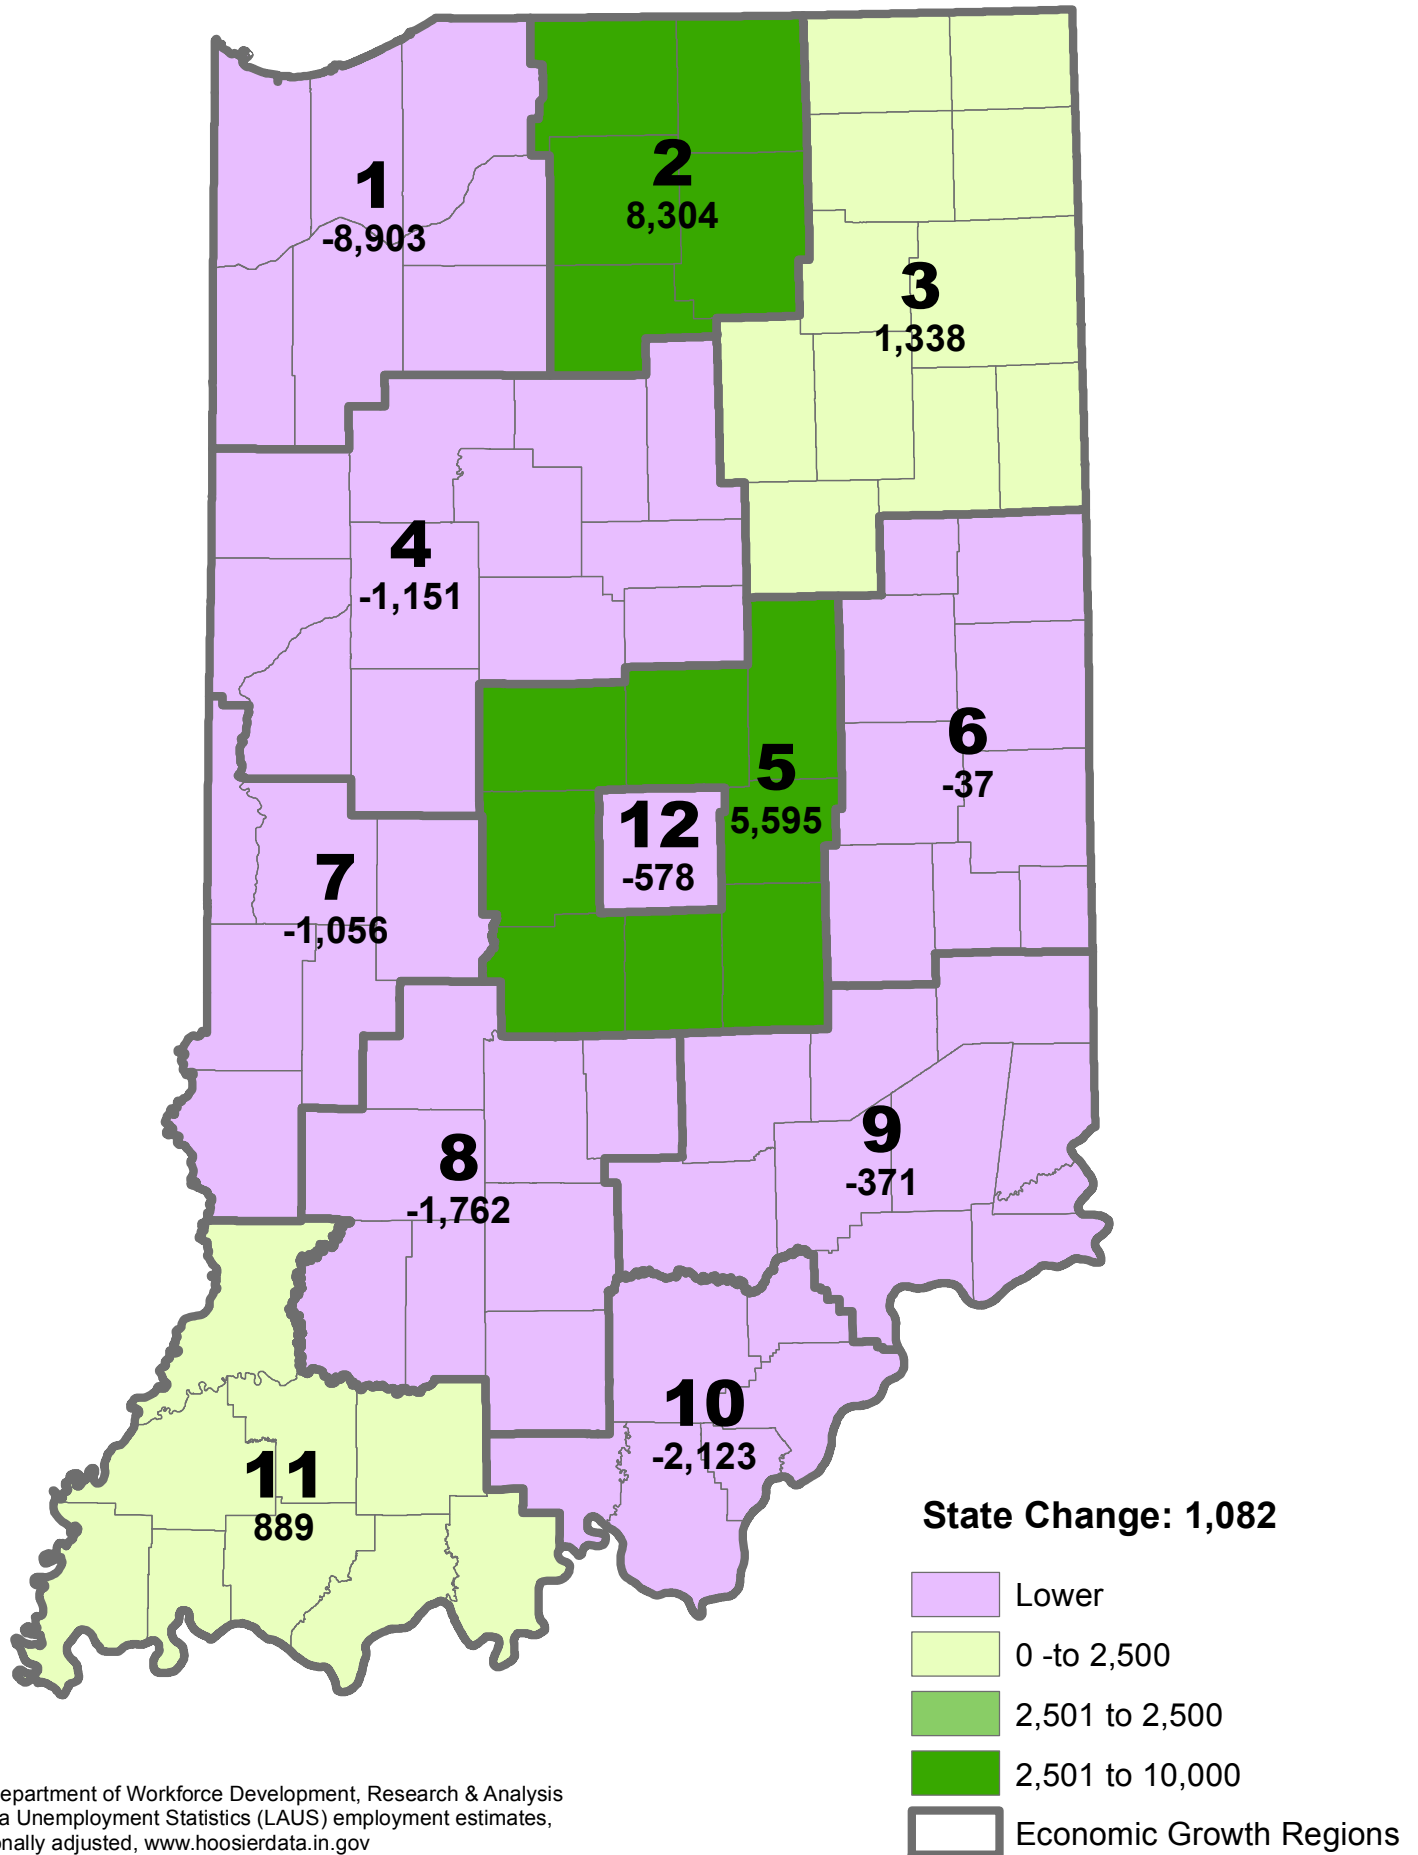 1
-8,903
2
8,304
3
1,338
4
-1,151
5
5,595
6
-37
12
-578
7
-1,056
8
-1,762
9
-371
10
-2,123
11
889
State Change: 1,082
Lower
0 -to 2,500
2,501 to 2,500
2,501 to 10,000
Economic Growth Regions
epartment of Workforce Development, Research & Analysis
a Unemployment Statistics (LAUS) employment estimates,
onally adjusted, www.hoosierdata.in.gov